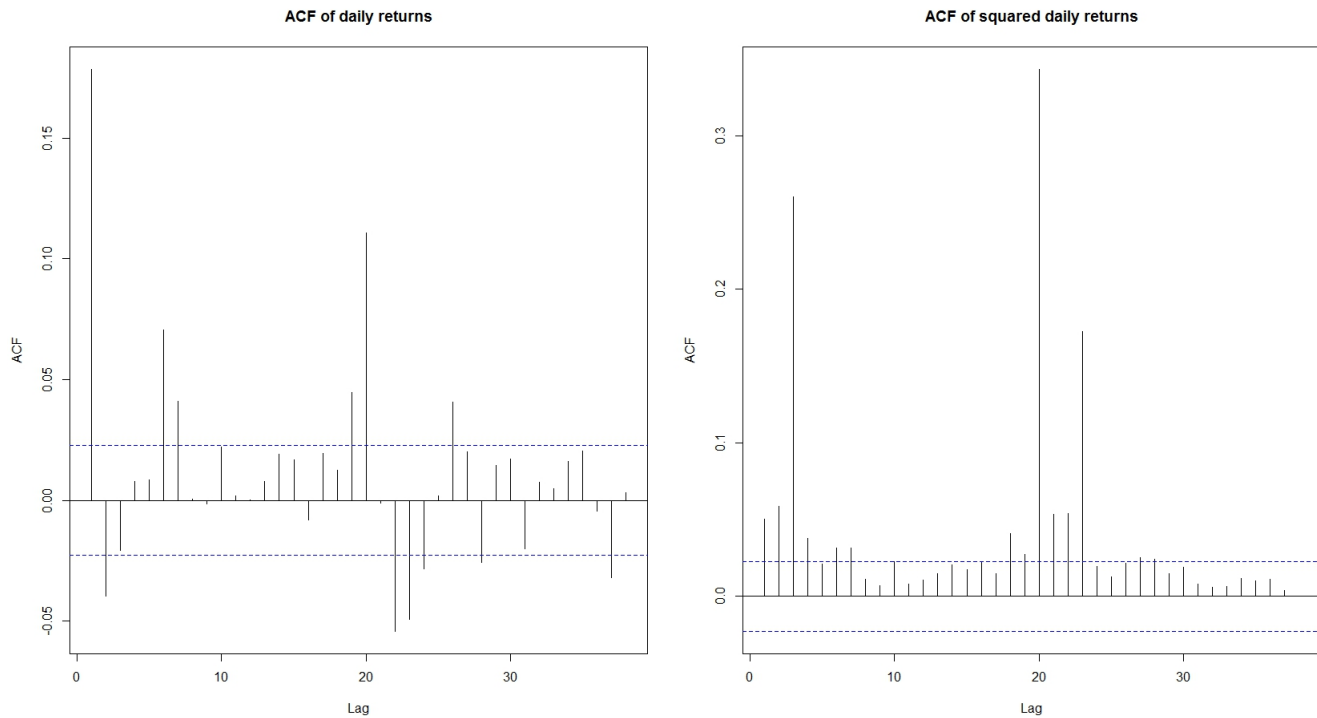 ACF of daily returns
ACF
0.15
0.10
0.05
0.00
-0.05
0 10 20 30
Lag
ACF of squared daily returns
ACF
0.3
0.2
0.1
0.0
0 10 20 30
Lag